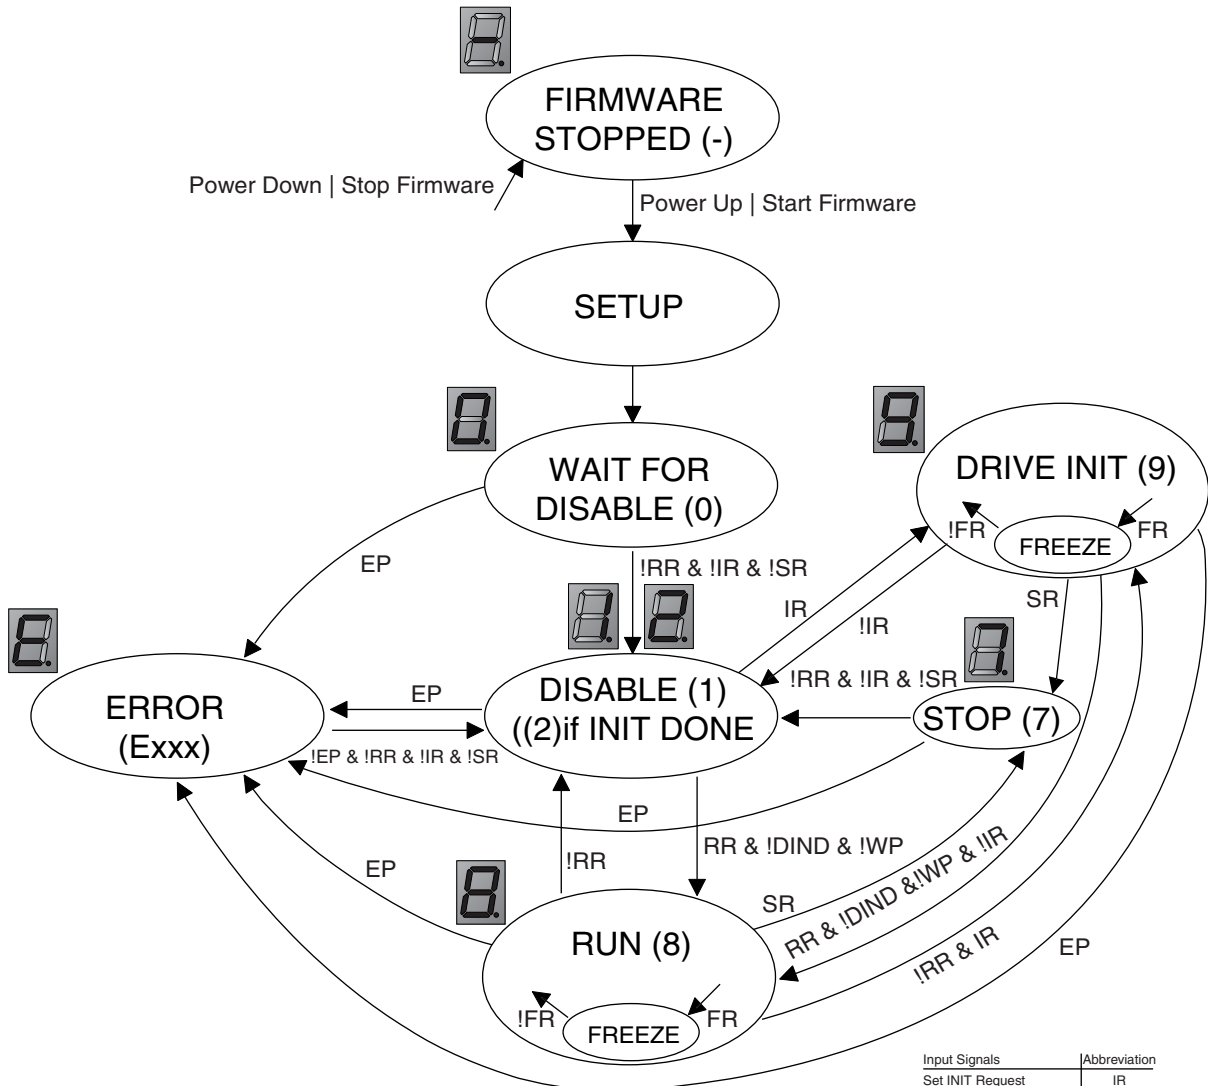 FIRMWARE
STOPPED (-)
Power Down | Stop Firmware
Power Up | Start Firmware
SETUP
WAIT FOR
DISABLE (0)
DRIVE INIT (9)
!FR
FREEZE
FR
EP
!RR & !IR & !SR
IR
!IR
SR
!RR & !IR & !SR
ERROR
(Exxx)
EP
!EP & !RR & !IR & !SR
DISABLE (1)
((2)if INIT DONE
STOP (7)
EP
!RR
RR & !DIND & !WP
EP
SR
RR & !DIND &!WP & !IR
!RR & IR
EP
RUN (8)
!FR
FREEZE
FR
Input Signals Abbreviation
Set INIT Request IR